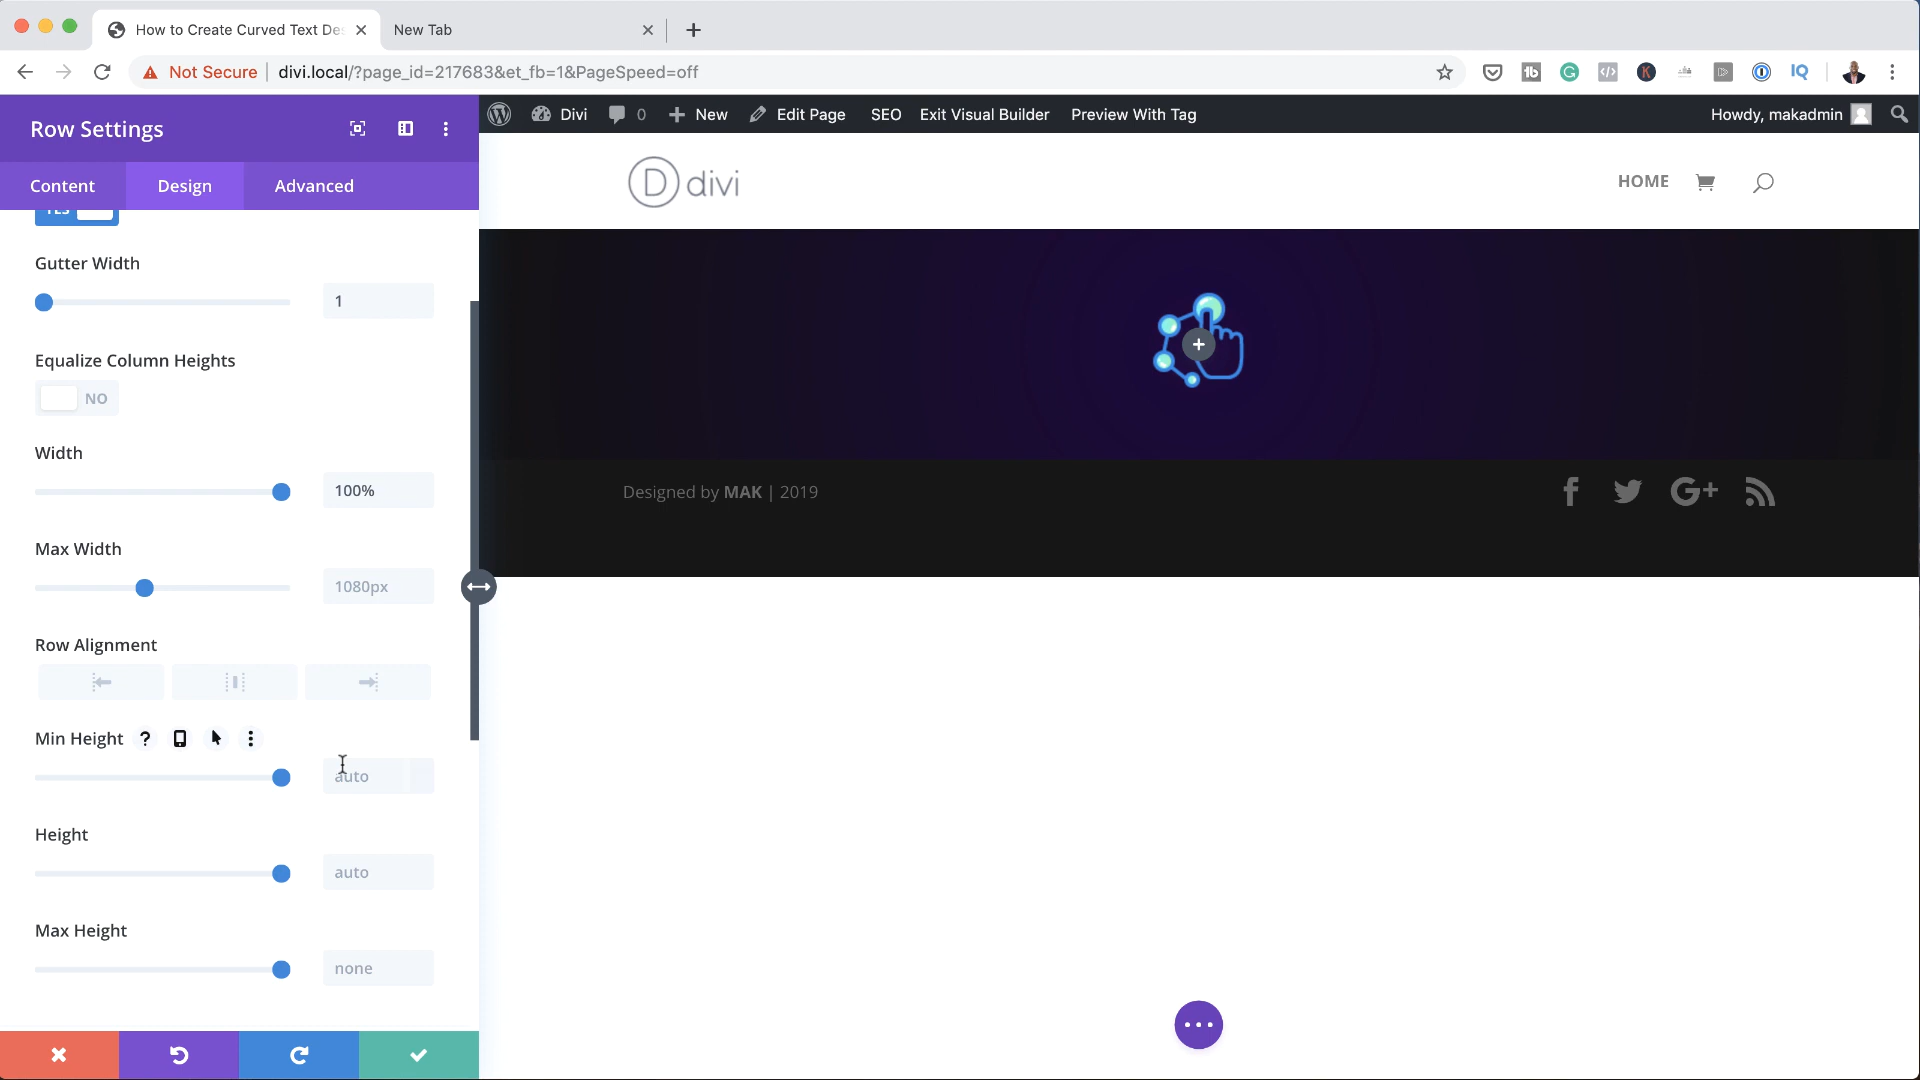 How to Create Curved Text De
New Tab
Not Secure
divi.local/?page_id=217683&et_fb=1&PageSpeed=off
Row Settings
Divi
0
New
Edit Page
SEO
Exit Visual Builder
Preview With Tag
Howdy, makadmin
Content
Design
Advanced
D divi
HOME
YES
Gutter Width
1
Equalize Column Heights
NO
Width
100%
Designed by MAK | 2019
Max Width
1080px
Row Alignment
Min Height
auto
Height
auto
Max Height
none